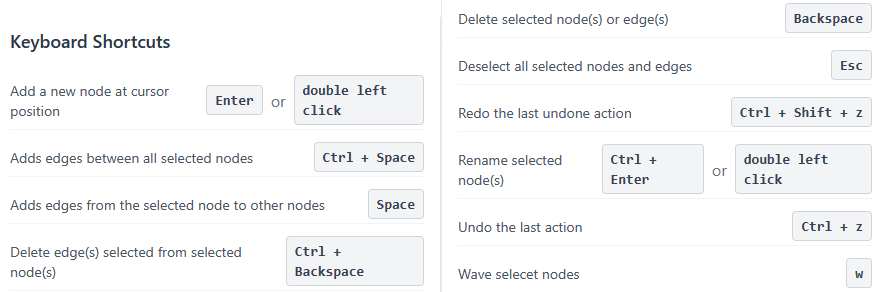 Keyboard Shortcuts
Add a new node at cursor position Enter or double left click
Adds edges between all selected nodes Ctrl + Space
Adds edges from the selected node to other nodes Space
Delete edge(s) selected from selected node(s) Ctrl + Backspace
Delete selected node(s) or edge(s) Backspace
Deselect all selected nodes and edges Esc
Redo the last undone action Ctrl + Shift + z
Rename selected node(s) Ctrl + Enter or double left click
Undo the last action Ctrl + z
Wave selecet nodes w